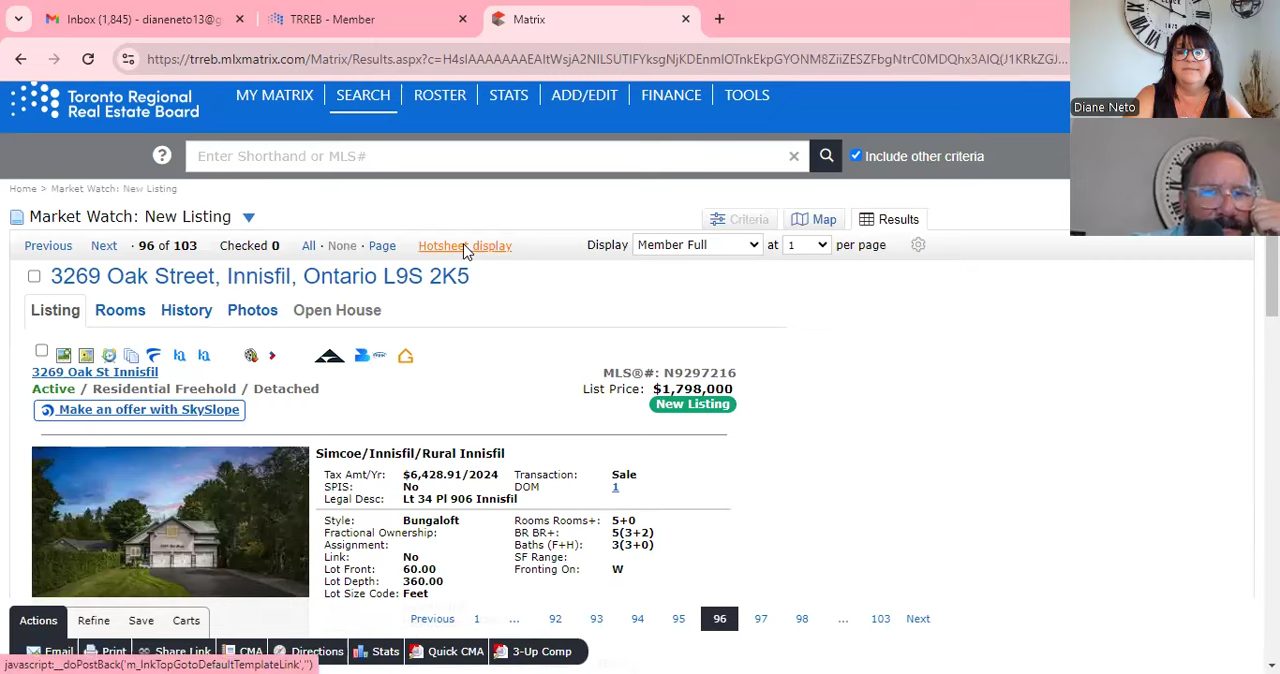 Inbox (1,845) - dianeneto13@g
TRREB - Member
Matrix
https://trreb.mlxmatrix.com/Matrix/Results.aspx?c=H4sIAAAAAAAEAItWsjA2NILSUTIFYksgNjKDEnmIOTnkEkpGYONM8ZiiZESZFbgNtrC0MDQhx3AIQ(J1KRkZGJ...
Toronto Regional
Real Estate Board
MY MATRIX
SEARCH
ROSTER
STATS
ADD/EDIT
FINANCE
TOOLS
Enter Shorthand or MLS#
Include other criteria
Diane Neto
Home > Market Watch: New Listing
Market Watch: New Listing
Criteria
Map
Results
Previous Next · 96 of 103 Checked 0 All · None · Page Hotsheet display Display Member Full at 1 per page
3269 Oak Street, Innisfil, Ontario L9S 2K5
Listing Rooms History Photos Open House
3269 Oak St Innisfil
MLS®#: N9297216
Active / Residential Freehold / Detached
List Price: $1,798,000
Make an offer with SkySlope
New Listing
Simcoe/Innisfil/Rural Innisfil
Tax Amt/Yr: $6,428.91/2024 Transaction: Sale
SPIS: No DOM 1
Legal Desc: Lt 34 Pl 906 Innisfil
Style: Bungaloft Rooms Rooms+: 5+0
Fractional Ownership: BR BR+: 5(3+2)
Assignment: Baths (F+H): 3(3+0)
Link: No SF Range:
Lot Front: 60.00 Fronting On: W
Lot Depth: 360.00
Lot Size Code: Feet
Actions Refine Save Carts
Previous 1 ... 92 93 94 95 96 97 98 ... 103 Next
Email Print Share Link CMA Directions Stats Quick CMA 3-Up Comp
javascript:__doPostBack('m_lnkTopGotoDefaultTemplateLink','')